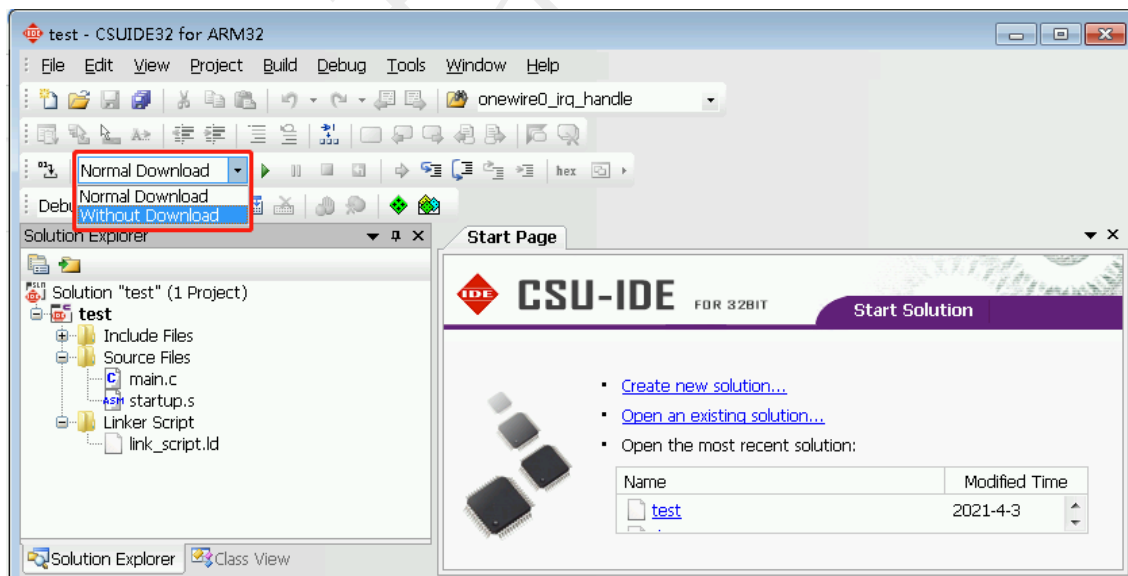 test - CSUIDE32 for ARM32
File Edit View Project Build Debug Tools Window Help
onewire0_irq_handle
Normal Download
hex
Normal Download
Without Download
Solution Explorer
Start Page
IDE CSU-IDE FOR 32BIT
Start Solution
Solution "test" (1 Project)
test
Include Files
Source Files
main.c
startup.s
Linker Script
link_script.ld
Create new solution...
Open an existing solution...
Open the most recent solution:
Name Modified Time
test 2021-4-3
Solution Explorer Class View